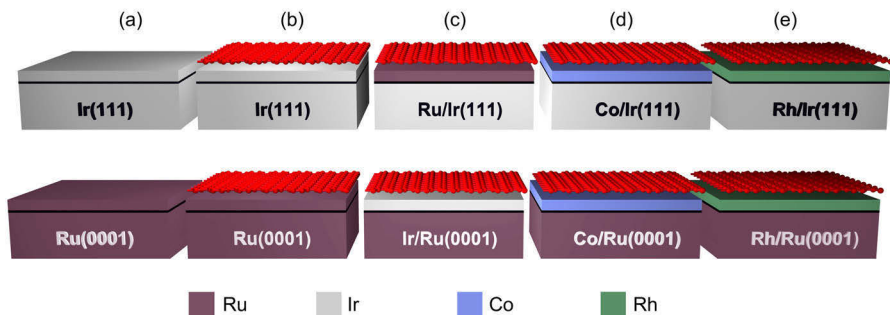 (a) (b) (c) (d) (e)
Ir(111) Ir(111) Ru/Ir(111) Co/Ir(111) Rh/Ir(111)
Ru(0001) Ru(0001) Ir/Ru(0001) Co/Ru(0001) Rh/Ru(0001)
Ru Ir Co Rh